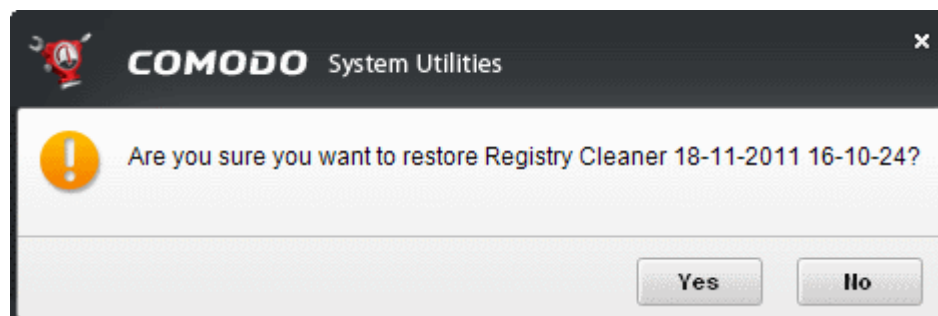 COMODO System Utilities
Are you sure you want to restore Registry Cleaner 18-11-2011 16-10-24?
Yes No